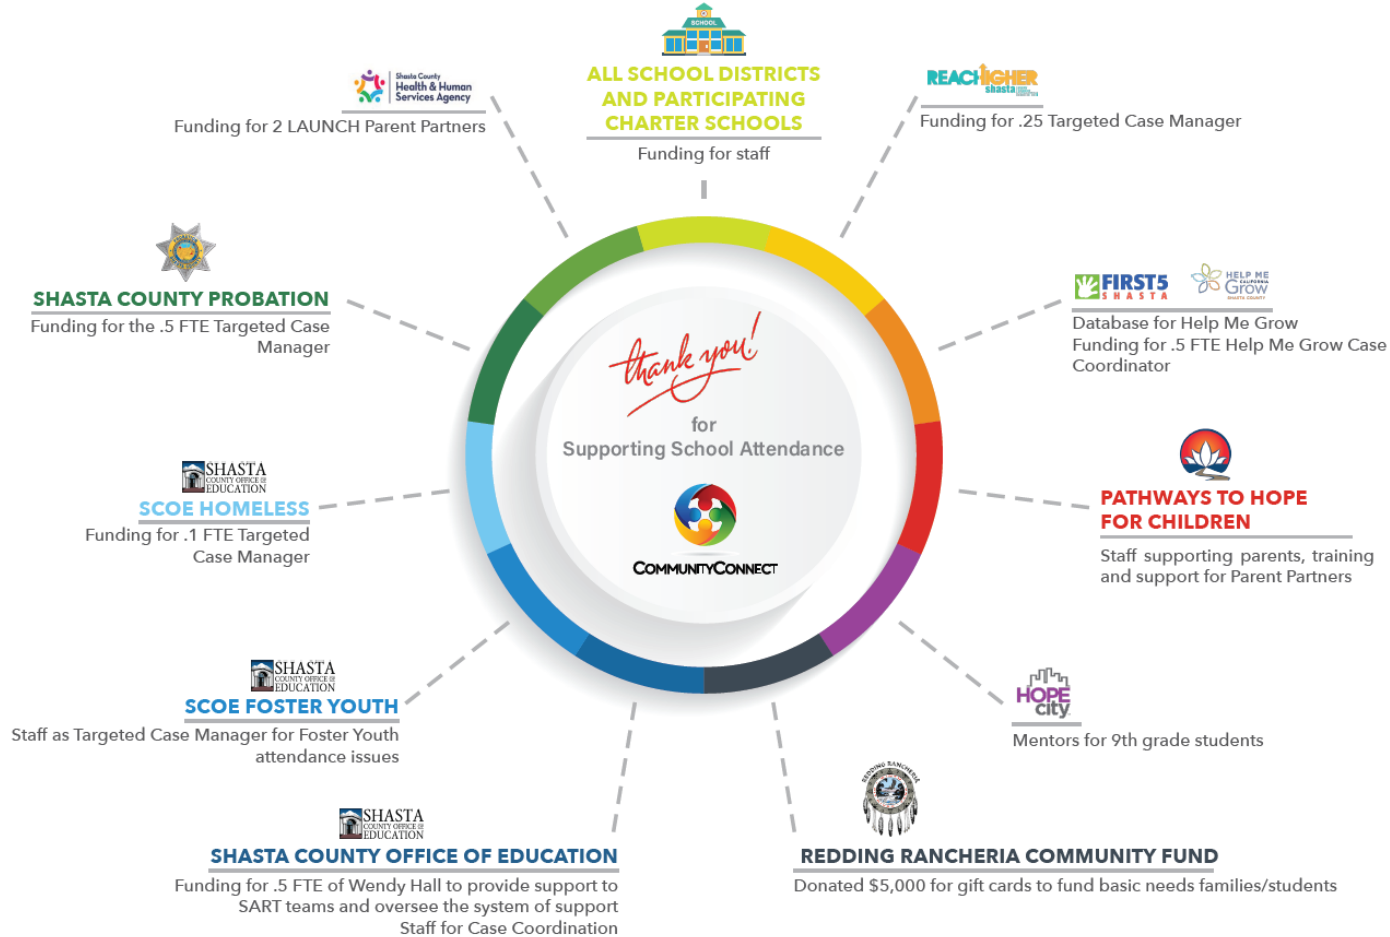 SCHOOL
ALL SCHOOL DISTRICTS
AND PARTICIPATING
CHARTER SCHOOLS
Funding for staff
REACHIGHER
shasta
Funding for .25 Targeted Case Manager
FIRST5
SHASTA
HELP ME
CALIFORNIA
Grow
SHASTA COUNTY
Database for Help Me Grow
Funding for .5 FTE Help Me Grow Case
Coordinator
PATHWAYS TO HOPE
FOR CHILDREN
Staff supporting parents, training
and support for Parent Partners
HOPE
city
Mentors for 9th grade students
REDDING RANCHERIA
REDDING RANCHERIA COMMUNITY FUND
Donated $5,000 for gift cards to fund basic needs families/students
SHASTA
COUNTY OFFICE OF
EDUCATION
SHASTA COUNTY OFFICE OF EDUCATION
Funding for .5 FTE of Wendy Hall to provide support to
SART teams and oversee the system of support
Staff for Case Coordination
SHASTA
COUNTY OFFICE OF
EDUCATION
SCOE FOSTER YOUTH
Staff as Targeted Case Manager for Foster Youth
attendance issues
SHASTA
COUNTY OFFICE OF
EDUCATION
SCOE HOMELESS
Funding for .1 FTE Targeted
Case Manager
SHASTA COUNTY PROBATION
Funding for the .5 FTE Targeted Case
Manager
Shasta County
Health & Human
Services Agency
Funding for 2 LAUNCH Parent Partners
thank you!
for
Supporting School Attendance
COMMUNITYCONNECT